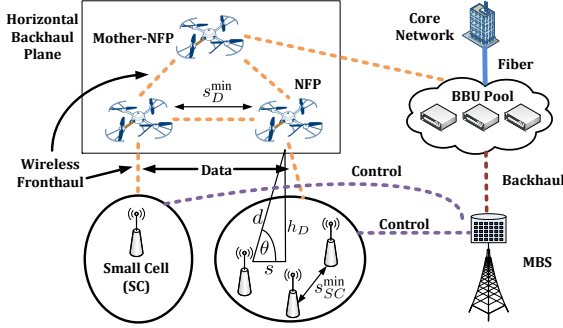 Horizontal
Backhaul
Plane
Mother-NFP
NFP
s_D^min
Core
Network
Fiber
BBU Pool
Wireless
Fronthaul
Data
Control
Backhaul
d
h_D
θ
s
Control
s_SC^min
Small Cell
(SC)
MBS